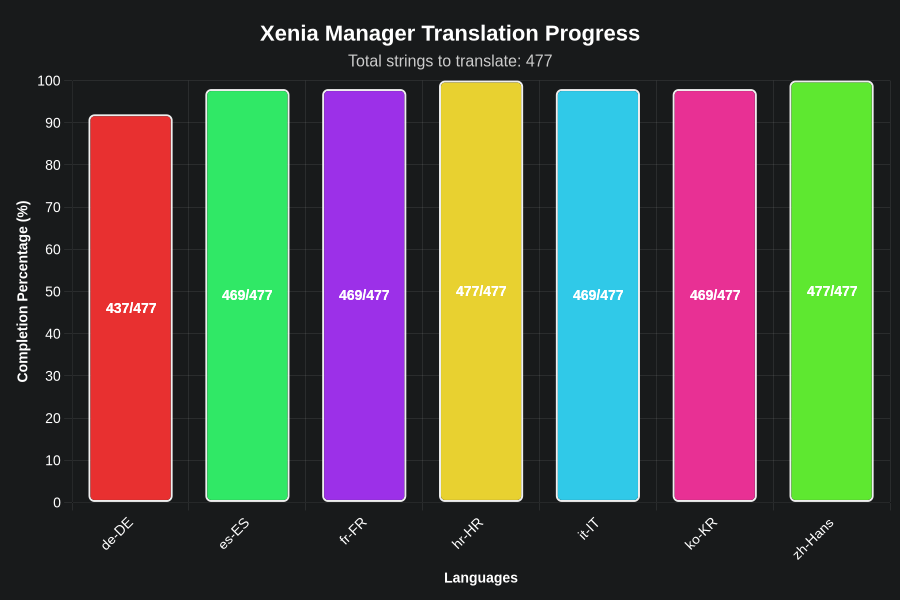 Xenia Manager Translation Progress
Total strings to translate: 477
Completion Percentage (%)
100
90
80
70
60
50
40
30
20
10
0
437/477
469/477
469/477
477/477
469/477
469/477
477/477
de-DE
es-ES
fr-FR
hr-HR
it-IT
ko-KR
zh-Hans
Languages